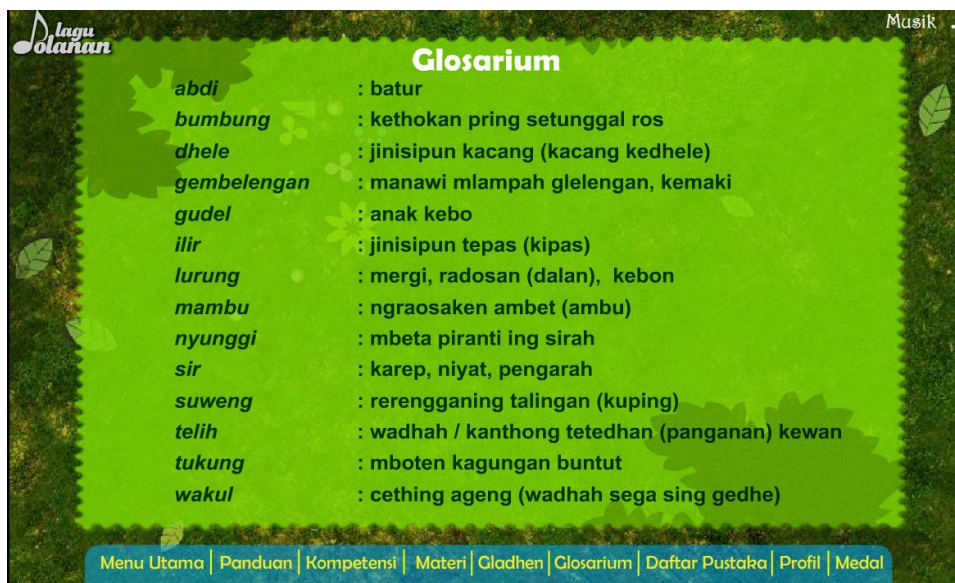 lagu
Dolanan
Musik
Glosarium
abdi : batur
bumbung : kethokan pring setunggal ros
dhele : jinisipun kacang (kacang kedhele)
gembelengan : manawi mlampah glelengan, kemaki
gudel : anak kebo
ilir : jinisipun tepas (kipas)
lurung : mergi, radosan (dalan), kebon
mambu : ngraosaken ambet (ambu)
nyunggi : mbeta piranti ing sirah
sir : karep, niyat, pengarah
suweng : rerengganing talingan (kuping)
telih : wadhah / kanthong tetedhan (panganan) kewan
tukung : mboten kagungan buntut
wakul : cething ageng (wadhah sega sing gedhe)
Menu Utama | Panduan | Kompetensi | Materi | Gladhen | Glosarium | Daftar Pustaka | Profil | Medal